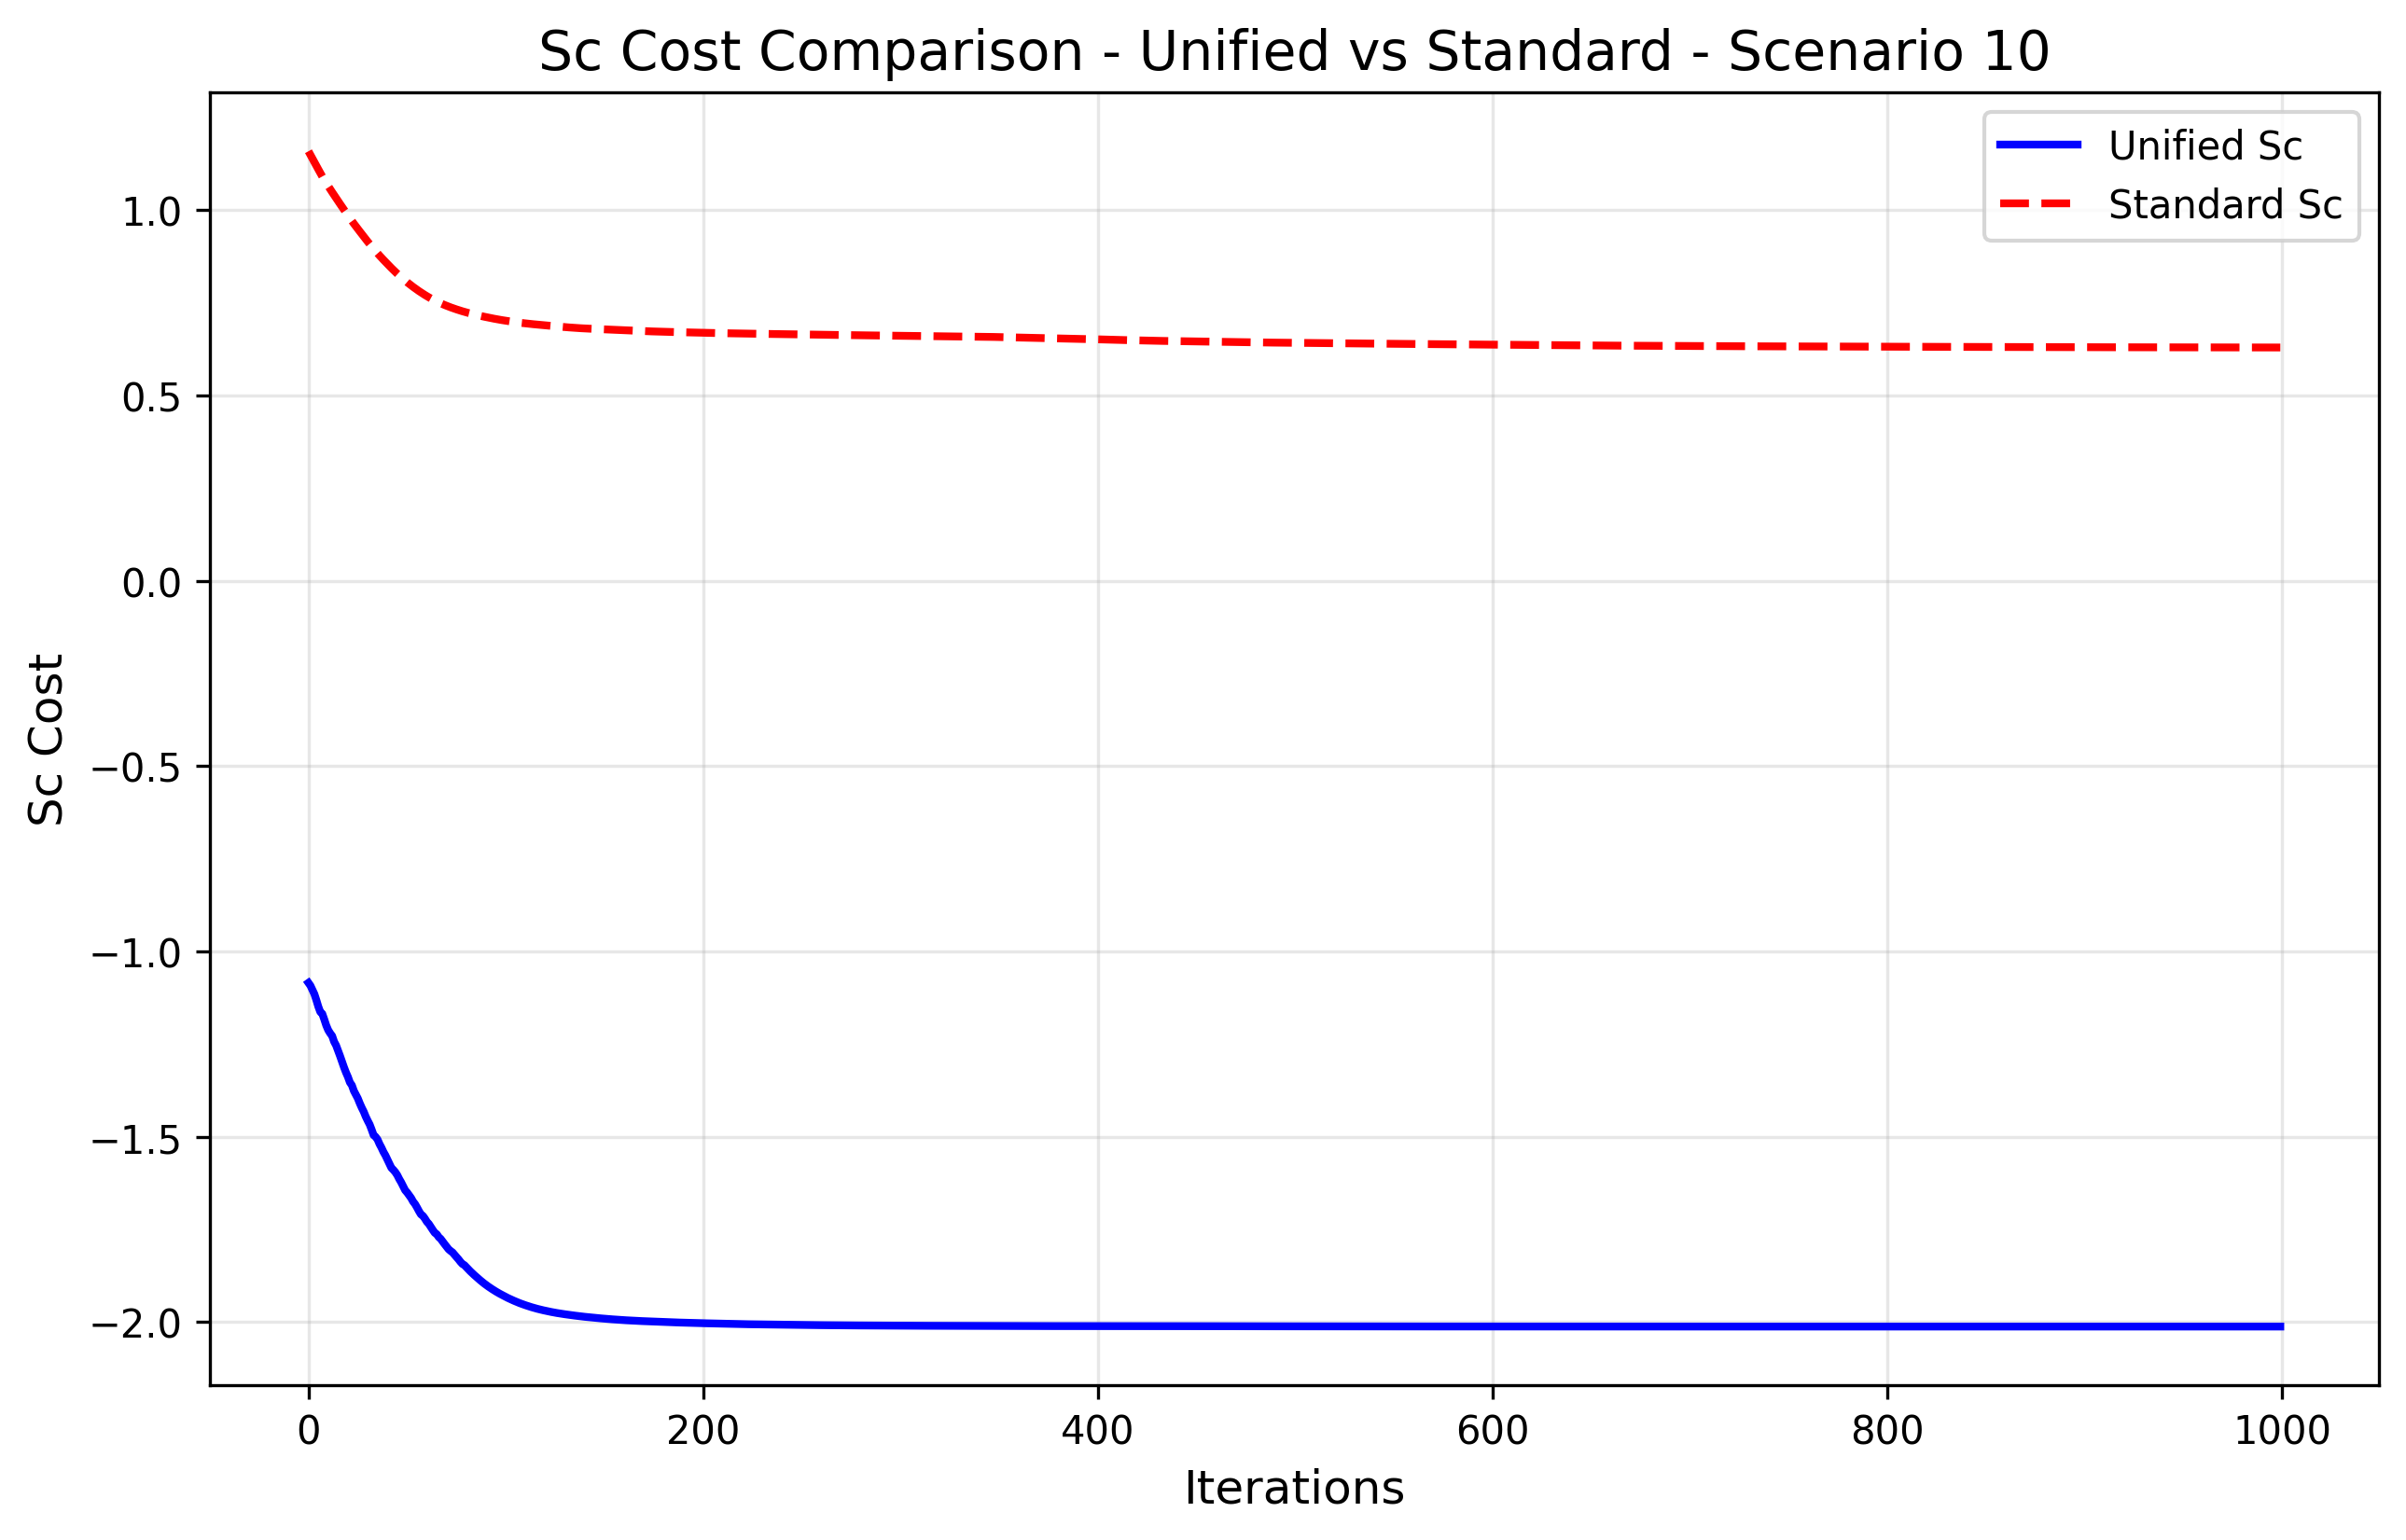 Sc Cost Comparison - Unified vs Standard - Scenario 10
Unified Sc
Standard Sc
1.0
0.5
0.0
−0.5
−1.0
−1.5
−2.0
Sc Cost
0 200 400 600 800 1000
Iterations